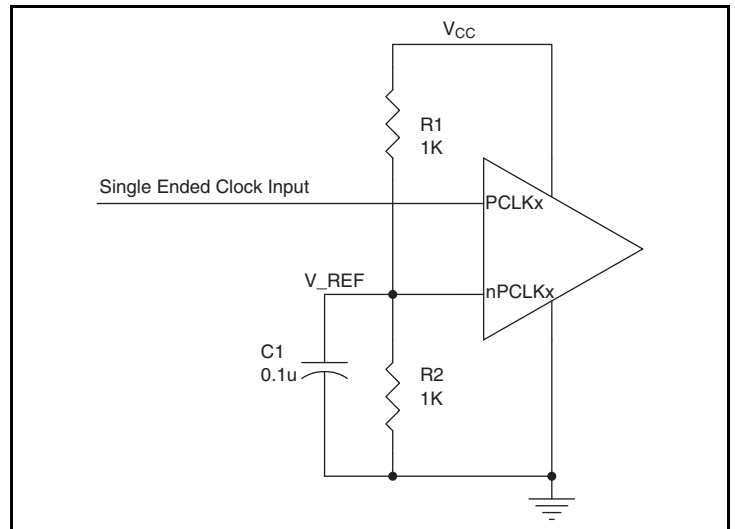 VCC
R1
1K
Single Ended Clock Input
PCLKx
V_REF
nPCLKx
C1
0.1u
R2
1K